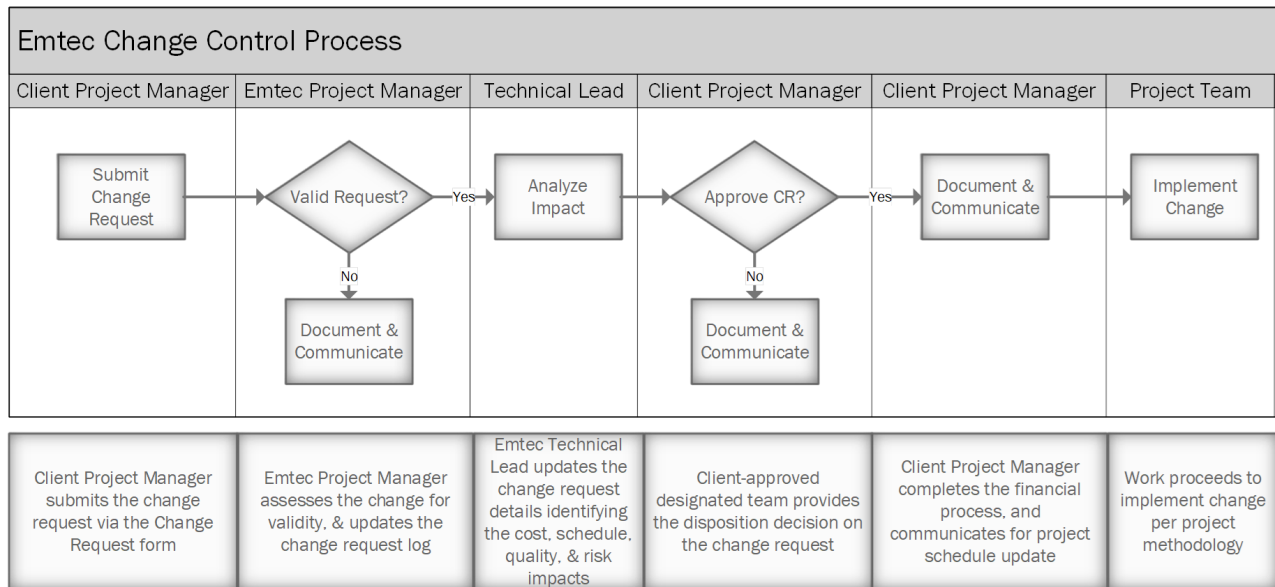 Emtec Change Control Process
Client Project Manager
Emtec Project Manager
Technical Lead
Client Project Manager
Client Project Manager
Project Team
Submit
Change
Request
Valid Request?
Yes
Analyze
Impact
Approve CR?
Yes
Document &
Communicate
Implement
Change
No
Document &
Communicate
No
Document &
Communicate
Client Project Manager
submits the change
request via the Change
Request form
Emtec Project Manager
assesses the change for
validity, & updates the
change request log
Emtec Technical
Lead updates the
change request
details identifying
the cost, schedule,
quality, & risk
impacts
Client-approved
designated team provides
the disposition decision on
the change request
Client Project Manager
completes the financial
process, and
communicates for project
schedule update
Work proceeds to
implement change
per project
methodology